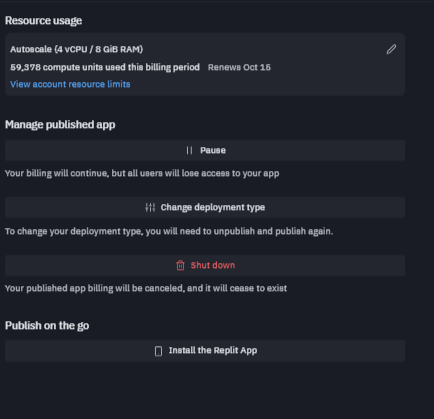 Resource usage
Autoscale (4 vCPU / 8 GiB RAM)
59,378 compute units used this billing period Renews Oct 15
View account resource limits
Manage published app
Pause
Your billing will continue, but all users will lose access to your app
Change deployment type
To change your deployment type, you will need to unpublish and publish again.
Shut down
Your published app billing will be canceled, and it will cease to exist
Publish on the go
Install the Replit App